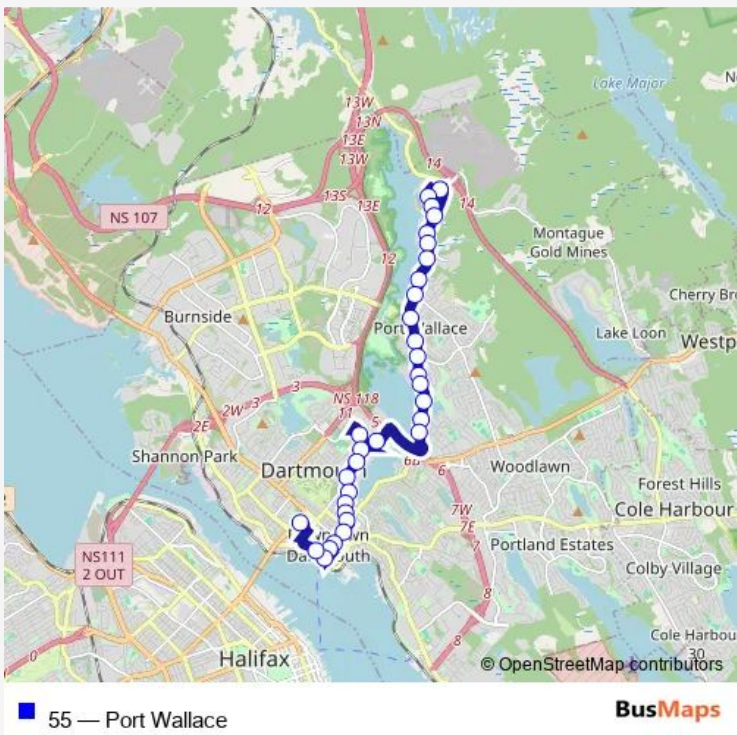 Lake Major
13W
13N
13E
13W
14
14
13S
13E
NS 107
12
12
Montague
Gold Mines
Cherry Br
Burnside
Port Wallace
Lake Loon
Westp
3
3
2W
NS 118
11
5
2E
Shannon Park
Dartmou
6B
6
Woodlawn
Forest Hills
7W
Cole Harbour
7E
7
Portland Estates
NS111
2 OUT
Colby Village
8
8
Cole Harbou
30
0
Halifax
© OpenStreetMap contributors
55 — Port Wallace
BusMaps